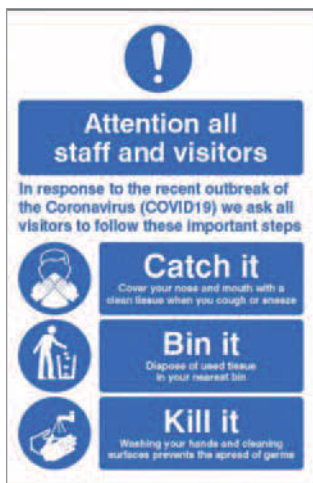 Attention all
staff and visitors
In response to the recent outbreak of
the Coronavirus (COVID19) we ask all
visitors to follow these important steps
Catch it
Cover your nose and mouth with a
clean tissue when you cough or sneeze
Bin it
Dispose of used tissue
in your nearest bin
Kill it
Washing your hands and cleaning
surfaces prevents the spread of germs